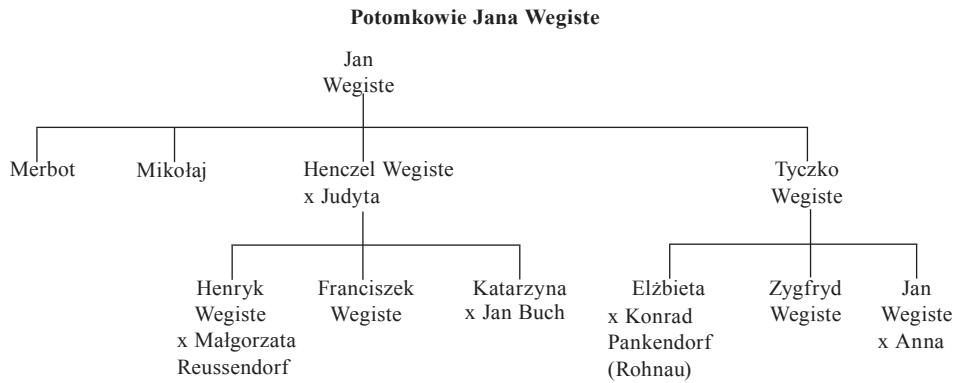 Potomkowie Jana Wegiste
Jan
Wegiste
Merbot
Mikołaj
Henczel Wegiste
x Judyta
Tyczko
Wegiste
Henryk
Wegiste
x Małgorzata
Reussendorf
Franciszek
Wegiste
Katarzyna
x Jan Buch
Elżbieta
x Konrad
Pankendorf
(Rohnau)
Zygfryd
Wegiste
Jan
Wegiste
x Anna